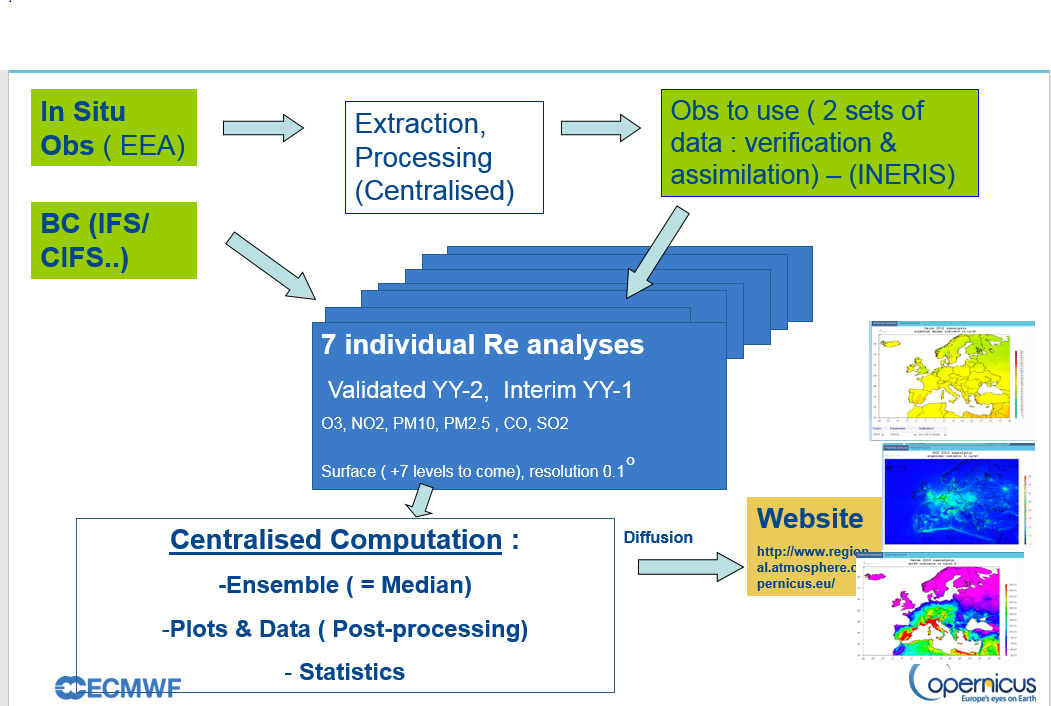 In Situ
Obs ( EEA)
Extraction,
Processing
(Centralised)
Obs to use ( 2 sets of
data : verification &
assimilation) – (INERIS)
BC (IFS/
CIFS..)
7 individual Re analyses
Validated YY-2, Interim YY-1
O3, NO2, PM10, PM2.5 , CO, SO2
Surface ( +7 levels to come), resolution 0.1°
Centralised Computation :
-Ensemble ( = Median)
-Plots & Data ( Post-processing)
- Statistics
Diffusion
Website
http://www.region
al.atmosphere.c
pernicus.eu/
ECMWF
opernicus
Europe's eyes on Earth